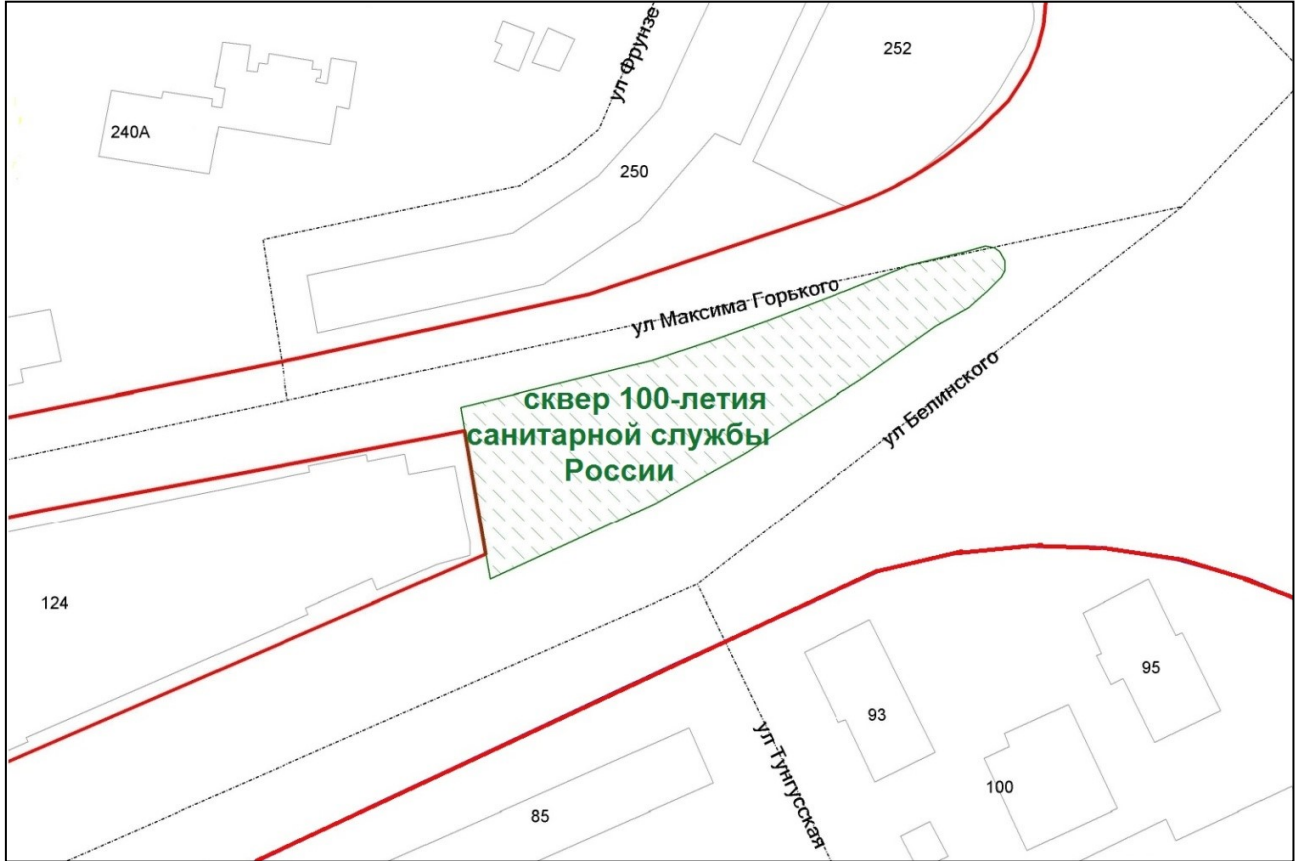 ул Фрунзе
252
240А
250
ул Максима Горького
сквер 100-летия
санитарной службы
России
ул Белинского
124
95
93
ул Тунгусская
100
85